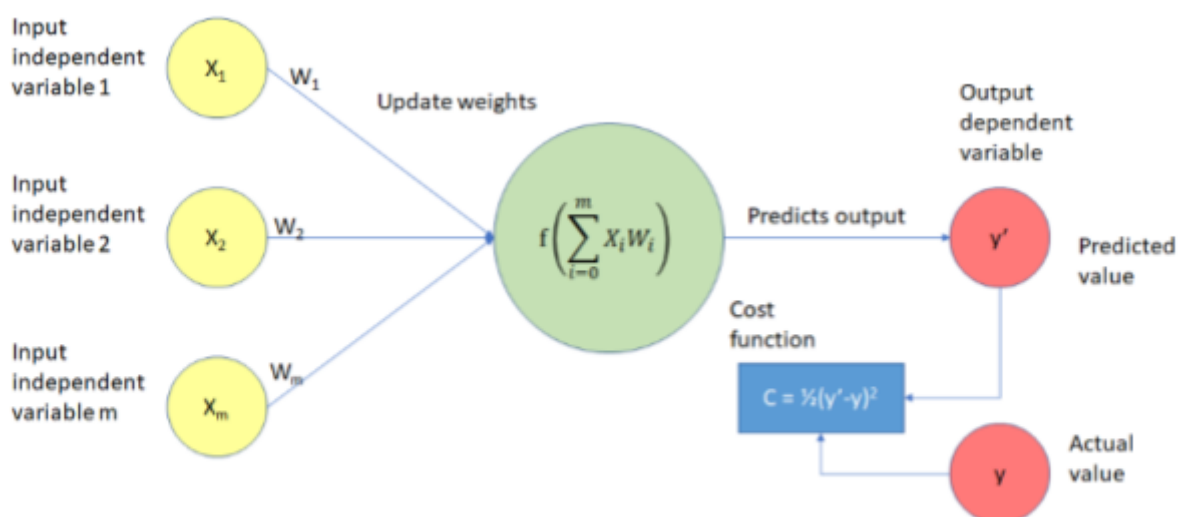 Input
independent
variable 1
X₁
W₁
Update weights
Output
dependent
variable
Input
independent
variable 2
X₂
W₂
f(∑ᵢ₌₀ᵐ XᵢWᵢ)
Predicts output
y'
Predicted
value
Cost
function
Input
independent
variable m
Xₘ
Wₘ
C = ½(y'-y)²
y
Actual
value